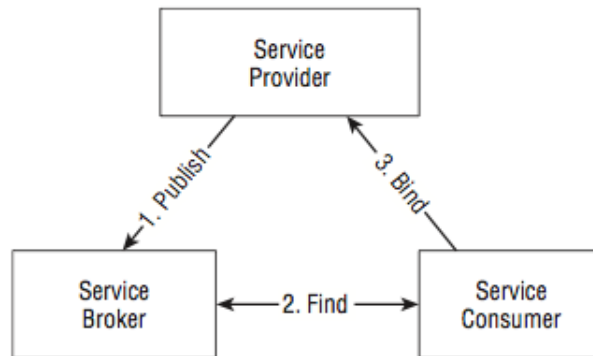 Service
Provider
1. Publish
3. Bind
Service
Broker
2. Find
Service
Consumer